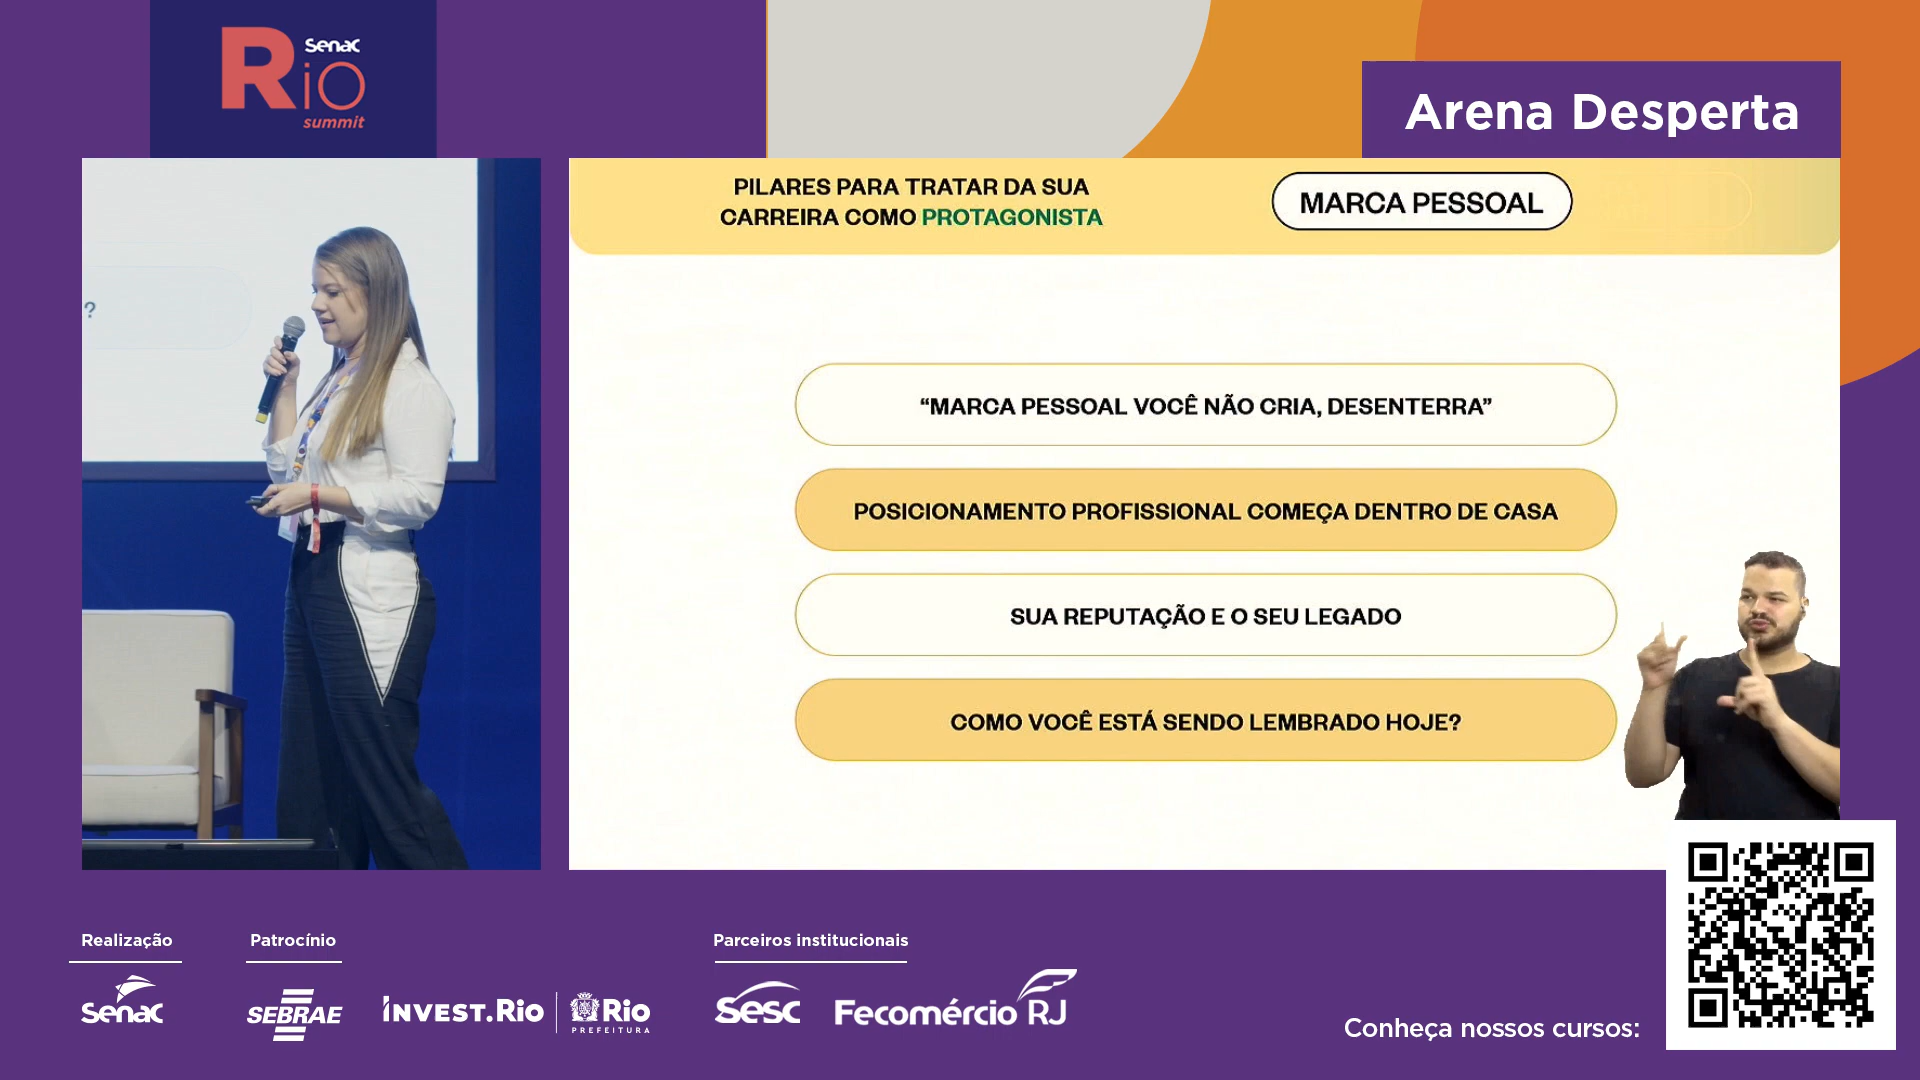 Senac
Rio
summit
Arena Desperta
?
PILARES PARA TRATAR DA SUA
CARREIRA COMO PROTAGONISTA
MARCA PESSOAL
“MARCA PESSOAL VOCÊ NÃO CRIA, DESENTERRA”
POSICIONAMENTO PROFISSIONAL COMEÇA DENTRO DE CASA
SUA REPUTAÇÃO E O SEU LEGADO
COMO VOCÊ ESTÁ SENDO LEMBRADO HOJE?
Realização
Patrocínio
Parceiros institucionais
Senac
SEBRAE
INVEST.Rio
Rio
PREFEITURA
Sesc
Fecomércio RJ
Conheça nossos cursos: